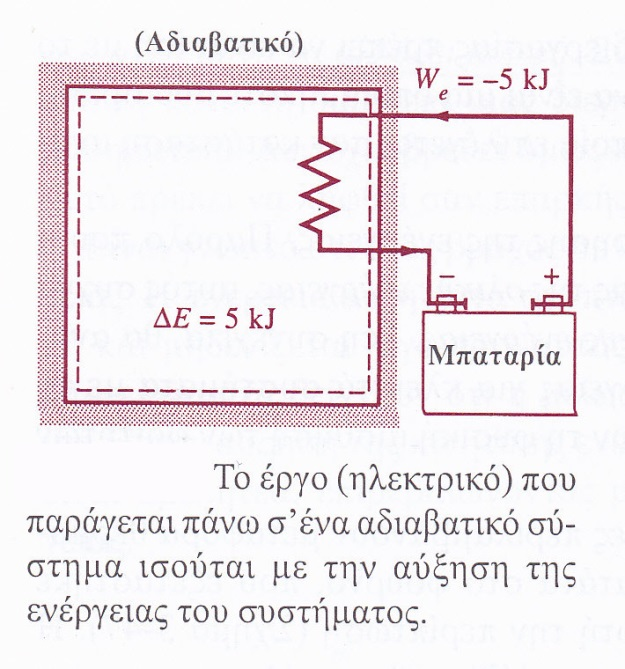 (Αδιαβατικό)
W_e = –5 kJ
ΔE = 5 kJ
– +
Μπαταρία
Το έργο (ηλεκτρικό) που
παράγεται πάνω σ’ένα αδιαβατικό σύ-
στημα ισούται με την αύξηση της
ενέργειας του συστήματος.